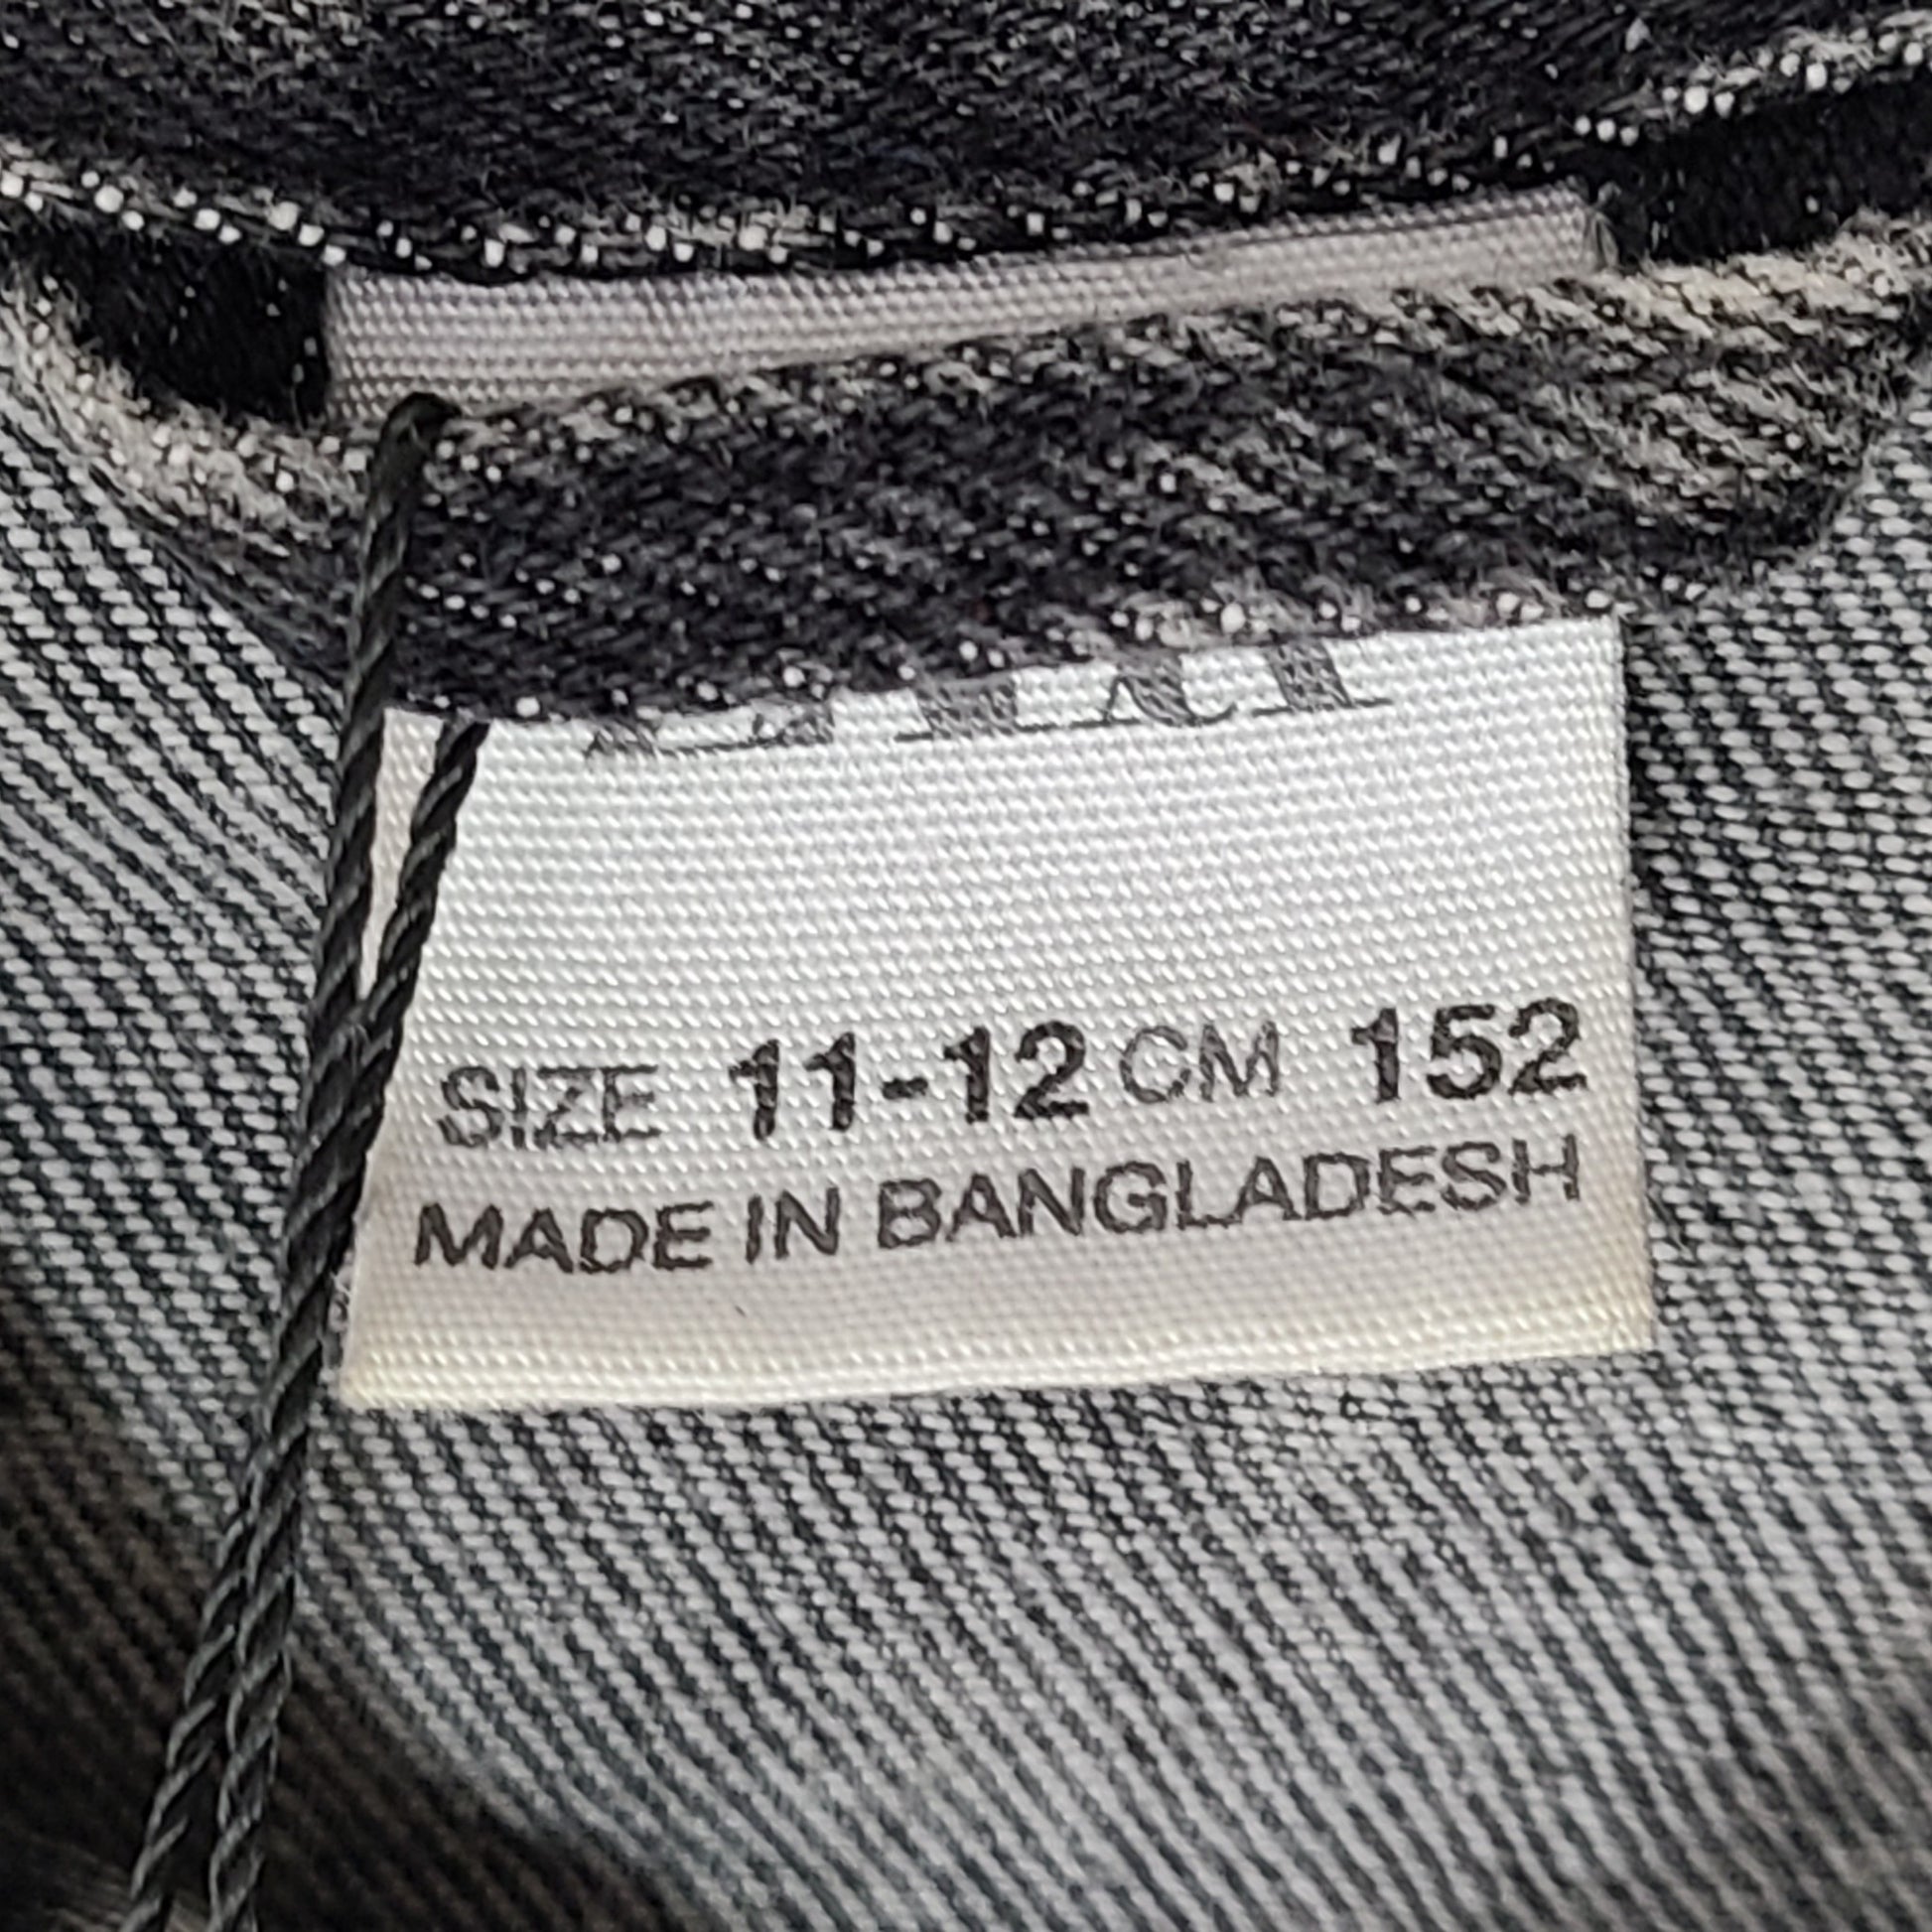 SIZE 11-12 CM 152
MADE IN BANGLADESH